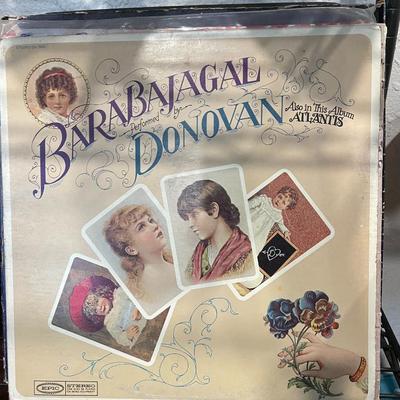 BARABAJAGAL
Performed by
DONOVAN
Also in This Album
ATLANTIS
EPIC
STEREO